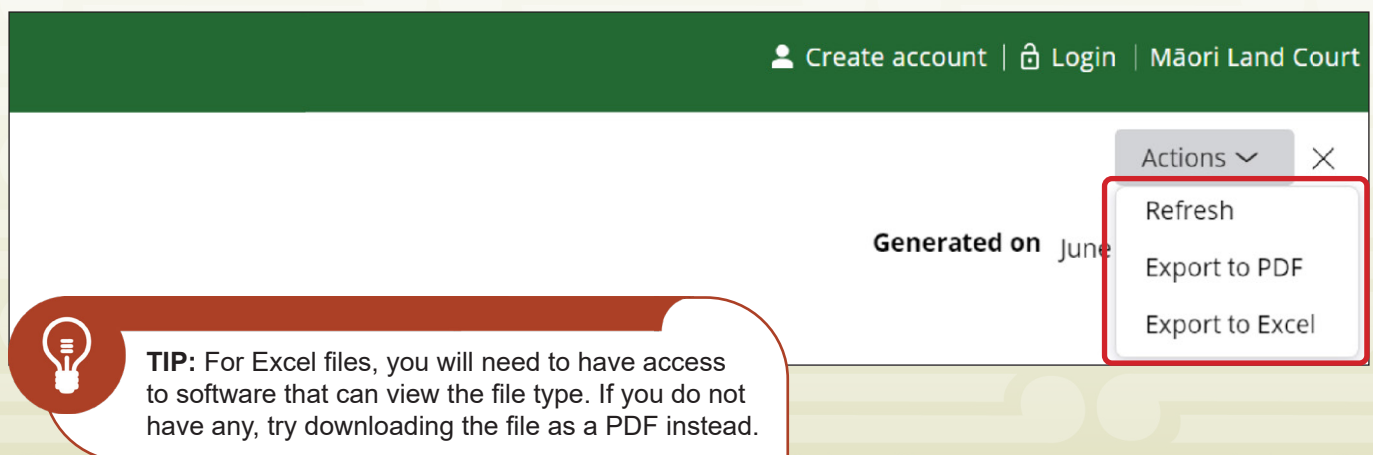 Create account | Login | Māori Land Court
Actions
Refresh
Generated on June
Export to PDF
Export to Excel
TIP: For Excel files, you will need to have access
to software that can view the file type. If you do not
have any, try downloading the file as a PDF instead.